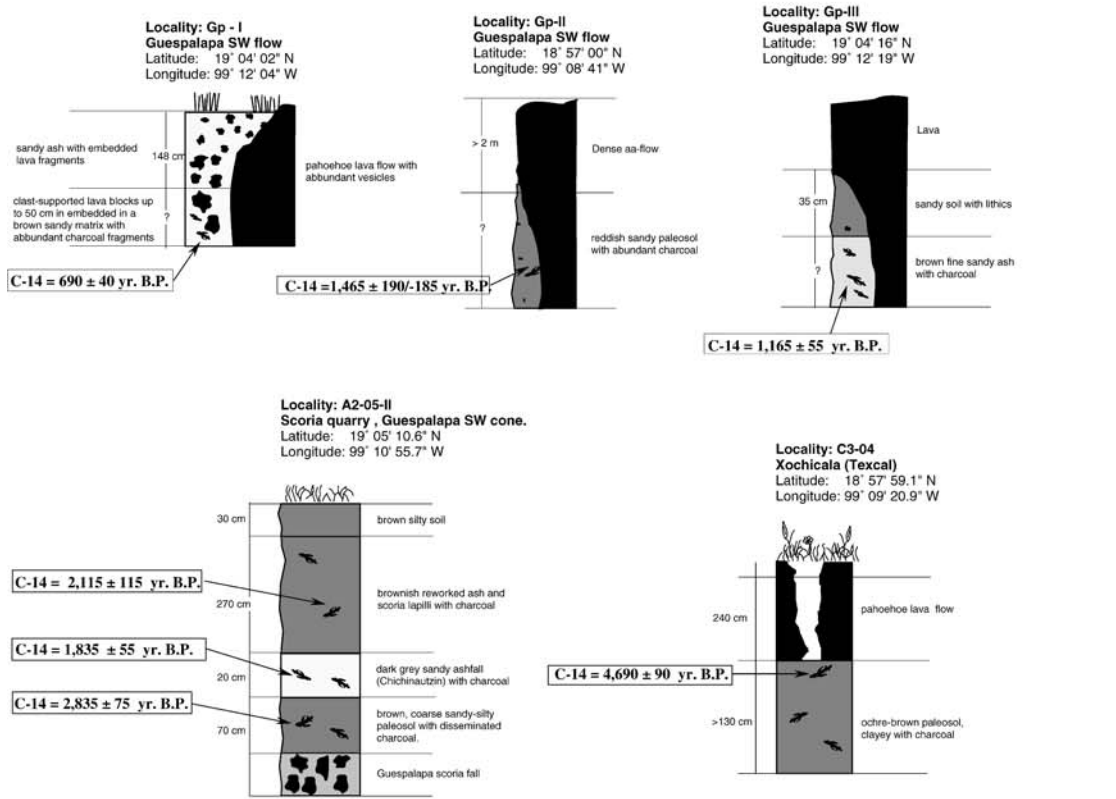 Locality: Gp - I
Guespalapa SW flow
Latitude: 19° 04' 02" N
Longitude: 99° 12' 04" W
sandy ash with embedded
lava fragments
148 cm
clast-supported lava blocks up
to 50 cm in embedded in a
brown sandy matrix with
abbundant charcoal fragments
?
pahoehoe lava flow with
abbundant vesicles
C-14 = 690 ± 40 yr. B.P.
Locality: Gp-II
Guespalapa SW flow
Latitude: 18° 57' 00" N
Longitude: 99° 08' 41" W
> 2 m
Dense aa-flow
?
reddish sandy paleosol
with abundant charcoal
C-14 =1,465 ± 190/-185 yr. B.P.
Locality: Gp-III
Guespalapa SW flow
Latitude: 19° 04' 16" N
Longitude: 99° 12' 19" W
Lava
35 cm
sandy soil with lithics
?
brown fine sandy ash
with charcoal
C-14 = 1,165 ± 55 yr. B.P.
Locality: A2-05-II
Scoria quarry , Guespalapa SW cone.
Latitude: 19° 05' 10.6" N
Longitude: 99° 10' 55.7" W
30 cm
brown silty soil
C-14 = 2,115 ± 115 yr. B.P.
270 cm
brownish reworked ash and
scoria lapilli with charcoal
C-14 = 1,835 ± 55 yr. B.P.
20 cm
dark grey sandy ashfall
(Chichinautzin) with charcoal
C-14 = 2,835 ± 75 yr. B.P.
70 cm
brown, coarse sandy-silty
paleosol with disseminated
charcoal.
Guespalapa scoria fall
Locality: C3-04
Xochicala (Texcal)
Latitude: 18° 57' 59.1" N
Longitude: 99° 09' 20.9" W
240 cm
pahoehoe lava flow
C-14 = 4,690 ± 90 yr. B.P.
>130 cm
ochre-brown paleosol,
clayey with charcoal